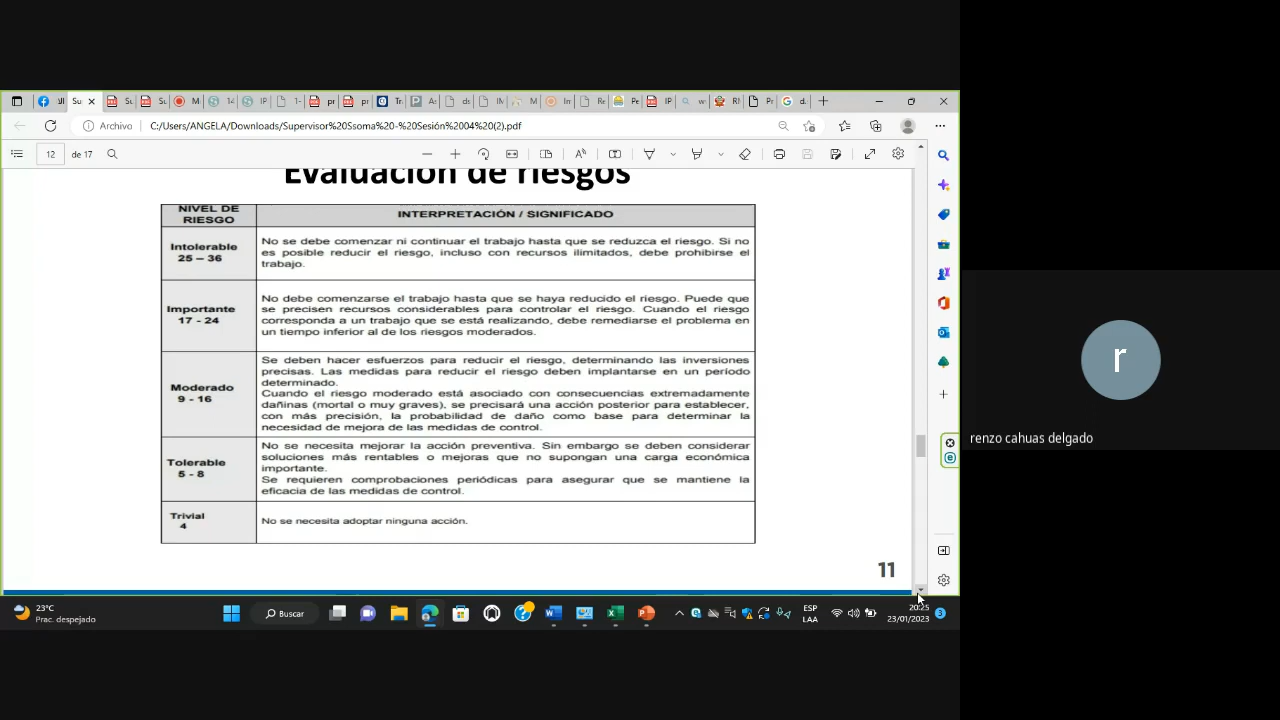 Archivo
C:/Users/ANGELA/Downloads/Supervisor%20Ssoma%20-%20Sesión%2004%20(2).pdf
12 de 17
Evaluación de riesgos
NIVEL DE
RIESGO
INTERPRETACIÓN / SIGNIFICADO
Intolerable
25 – 36
No se debe comenzar ni continuar el trabajo hasta que se reduzca el riesgo. Si no
es posible reducir el riesgo, incluso con recursos ilimitados, debe prohibirse el
trabajo.
Importante
17 - 24
No debe comenzarse el trabajo hasta que se haya reducido el riesgo. Puede que
se precisen recursos considerables para controlar el riesgo. Cuando el riesgo
corresponda a un trabajo que se está realizando, debe remediarse el problema en
un tiempo inferior al de los riesgos moderados.
Moderado
9 - 16
Se deben hacer esfuerzos para reducir el riesgo, determinando las inversiones
precisas. Las medidas para reducir el riesgo deben implantarse en un período
determinado.
Cuando el riesgo moderado está asociado con consecuencias extremadamente
dañinas (mortal o muy graves), se precisará una acción posterior para establecer,
con más precisión, la probabilidad de daño como base para determinar la
necesidad de mejora de las medidas de control.
Tolerable
5 - 8
No se necesita mejorar la acción preventiva. Sin embargo se deben considerar
soluciones más rentables o mejoras que no supongan una carga económica
importante.
Se requieren comprobaciones periódicas para asegurar que se mantiene la
eficacia de las medidas de control.
Trivial
4
No se necesita adoptar ninguna acción.
11
r
renzo cahuas delgado
23°C
Prac. despejado
Buscar
ESP
LAA
20:25
23/01/2023
3